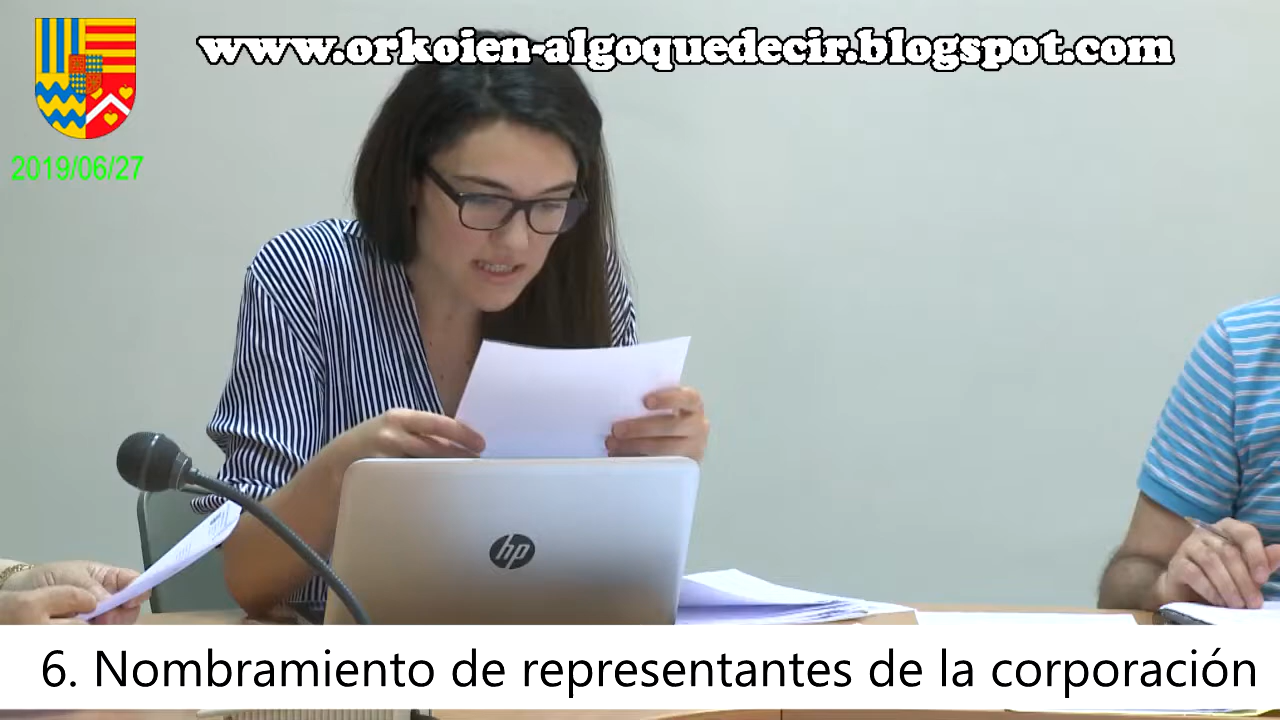 www.orkoien-algoquedecir.blogspot.com
2019/06/27
hp
6. Nombramiento de representantes de la corporación